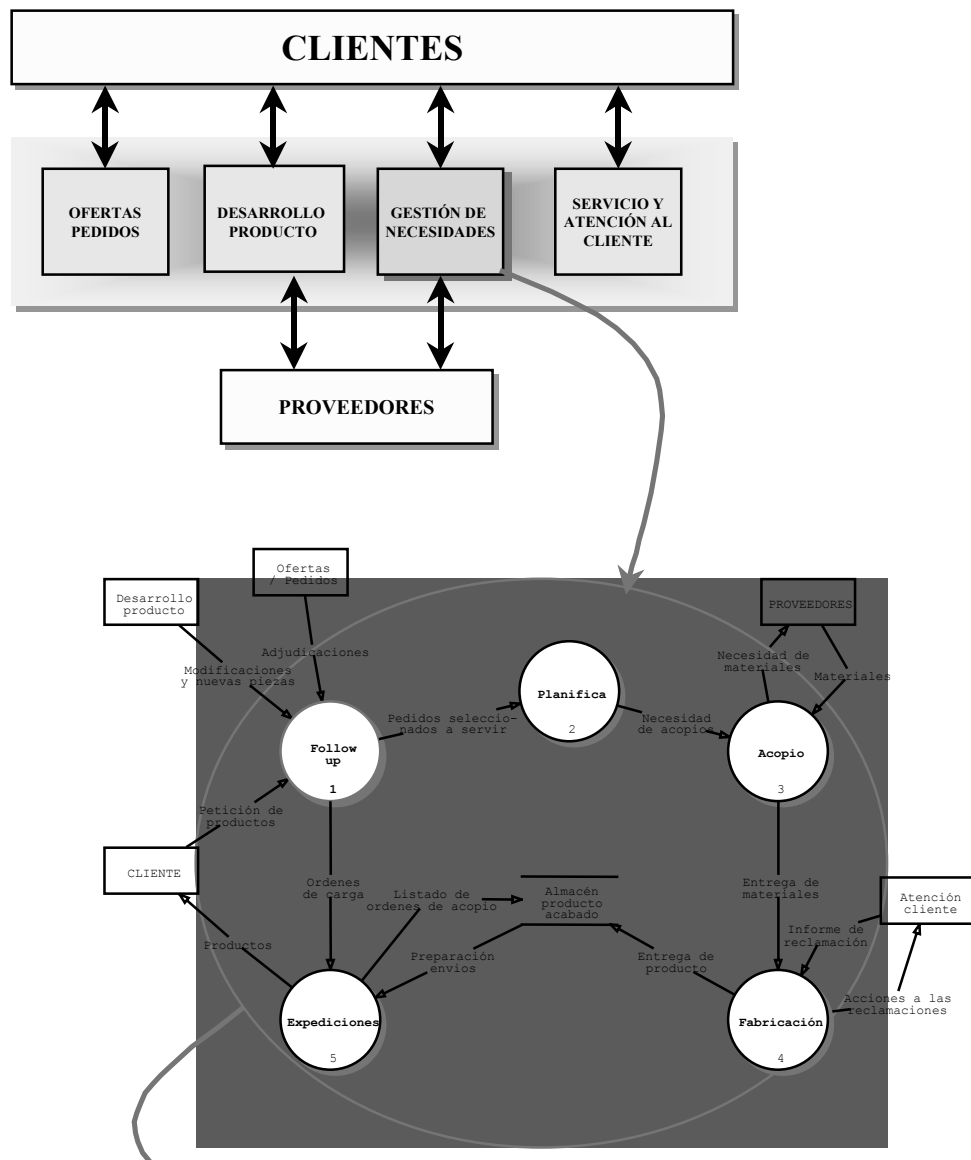 CLIENTES
OFERTAS
PEDIDOS
DESARROLLO
PRODUCTO
GESTIÓN DE
NECESIDADES
SERVICIO Y
ATENCIÓN AL
CLIENTE
PROVEEDORES
Ofertas
/ Pedidos
Desarrollo
producto
PROVEEDORES
Adjudicaciones
Modificaciones
y nuevas piezas
Necesidad de
materiales
Materiales
Planifica
2
Pedidos seleccio-
nados a servir
Necesidad
de acopios
Follow
up
1
Acopio
3
Petición de
productos
CLIENTE
Ordenes
de carga
Listado de
ordenes de acopio
Almacén
producto
acabado
Entrega de
materiales
Atención
cliente
Informe de
reclamación
Productos
Preparación
envíos
Entrega de
producto
Acciones a las
reclamaciones
Expediciones
5
Fabricación
4